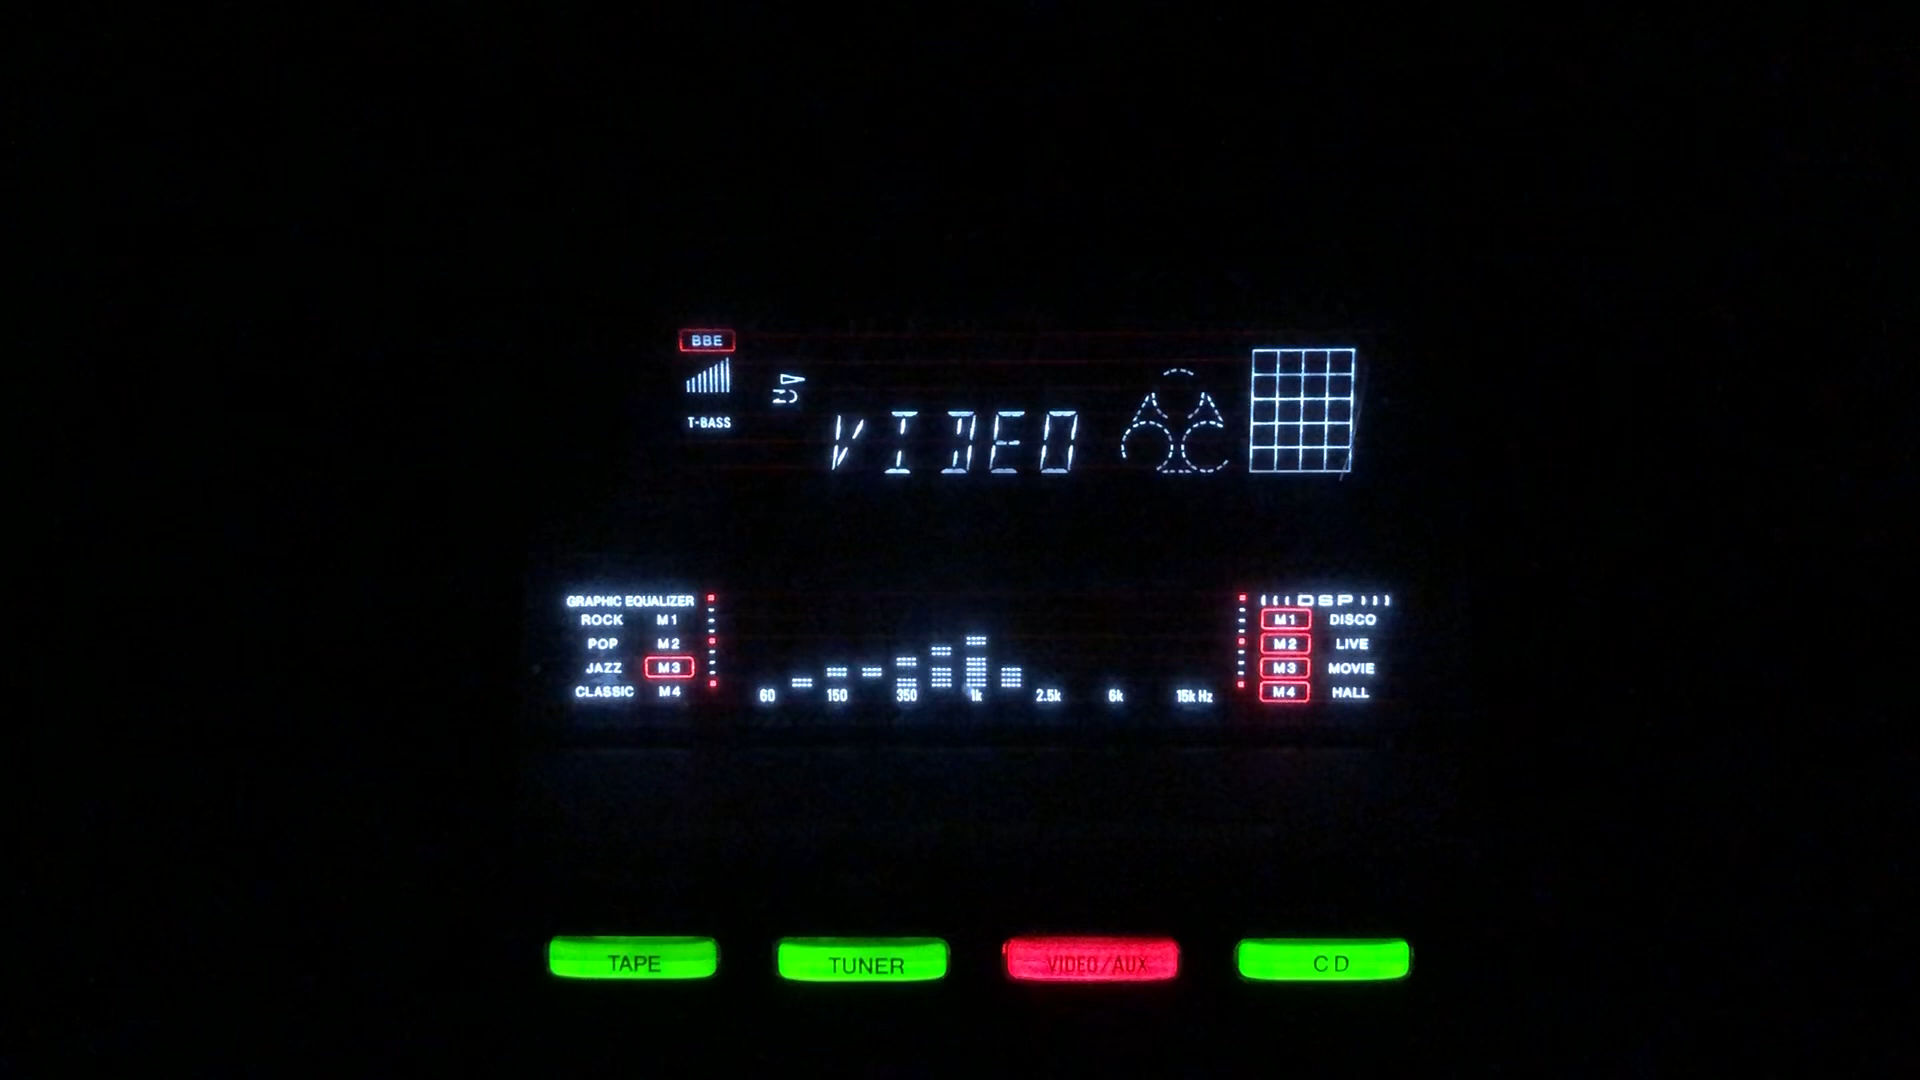 BBE
T-BASS
VIDEO
GRAPHIC EQUALIZER
ROCK M1
POP M2
JAZZ M3
CLASSIC M4
60 150 350 1k 2.5k 6k 15k Hz
DSP
M1 DISCO
M2 LIVE
M3 MOVIE
M4 HALL
TAPE TUNER VIDEO/AUX CD